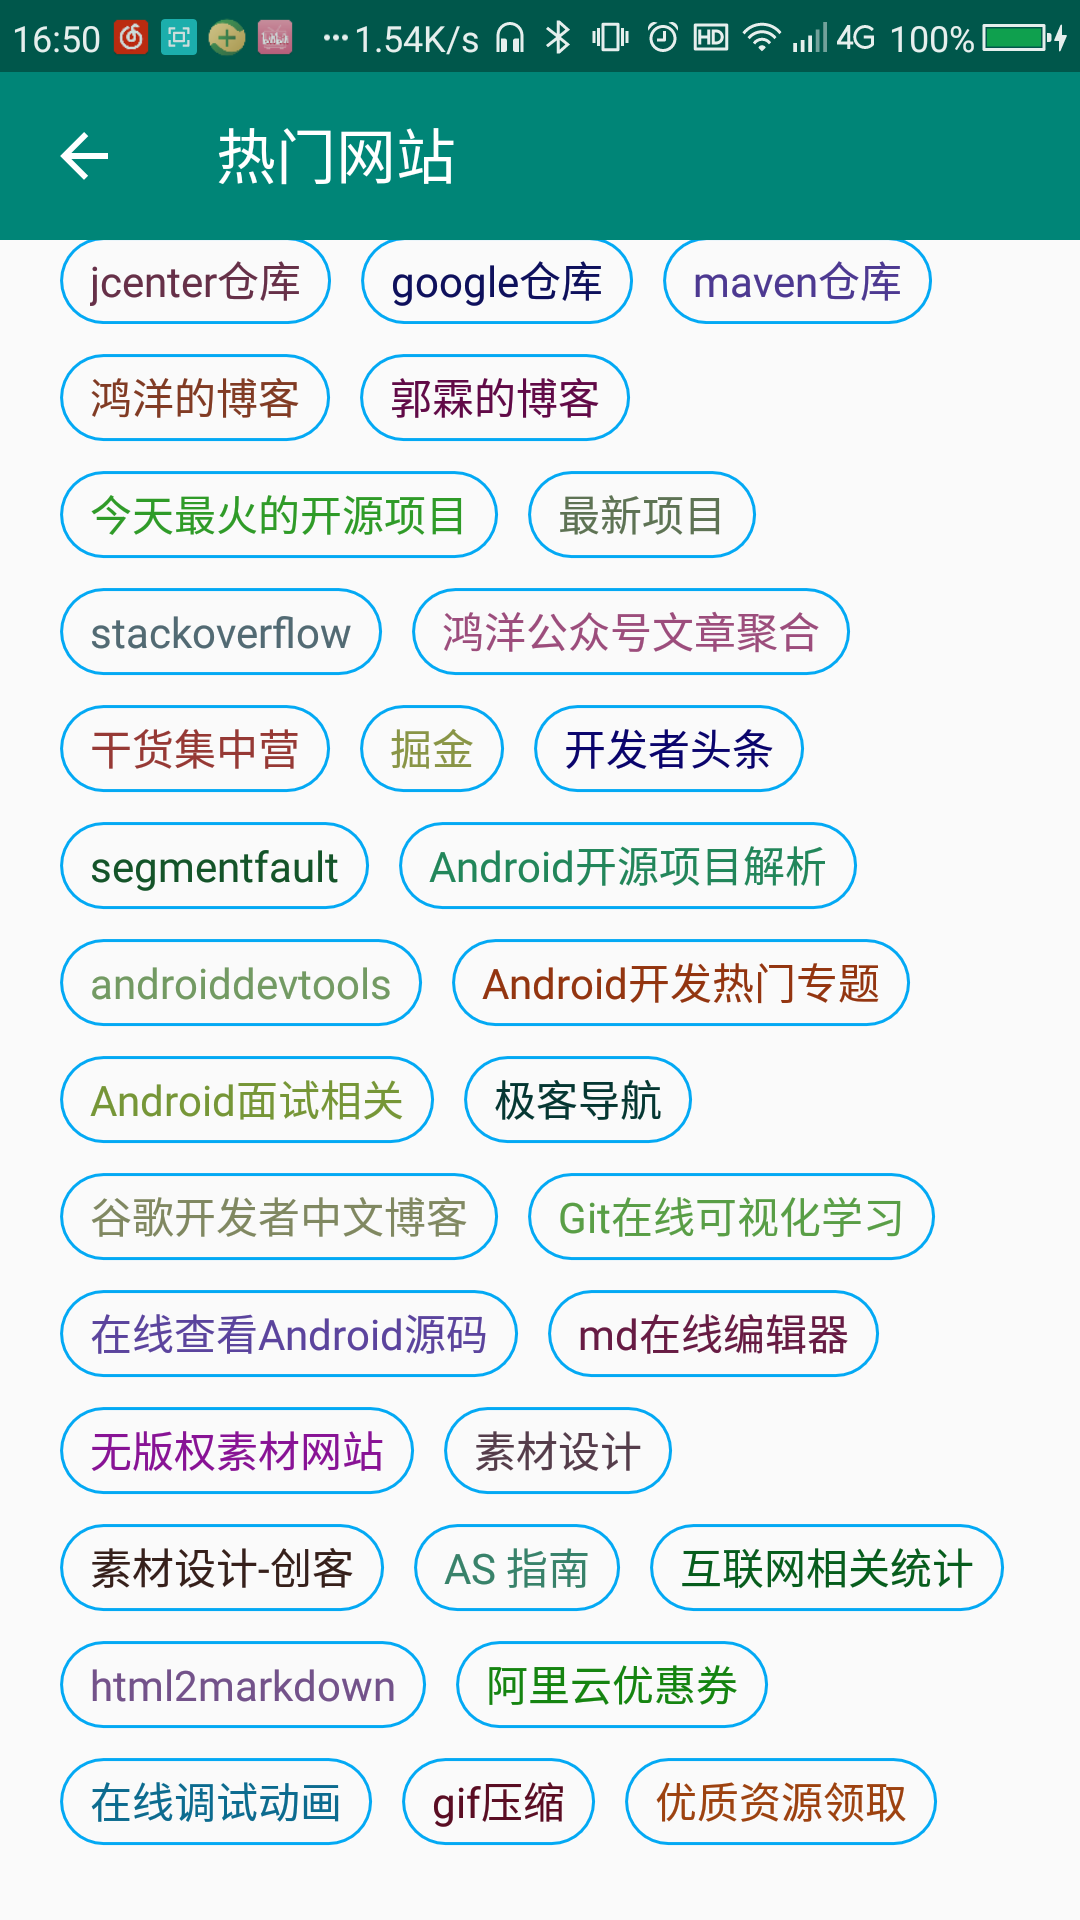 16:50 ··· 1.54K/s HD 4G 100%
热门网站
jcenter仓库 google仓库 maven仓库
鸿洋的博客 郭霖的博客
今天最火的开源项目 最新项目
stackoverflow 鸿洋公众号文章聚合
干货集中营 掘金 开发者头条
segmentfault Android开源项目解析
androiddevtools Android开发热门专题
Android面试相关 极客导航
谷歌开发者中文博客 Git在线可视化学习
在线查看Android源码 md在线编辑器
无版权素材网站 素材设计
素材设计-创客 AS 指南 互联网相关统计
html2markdown 阿里云优惠券
在线调试动画 gif压缩 优质资源领取